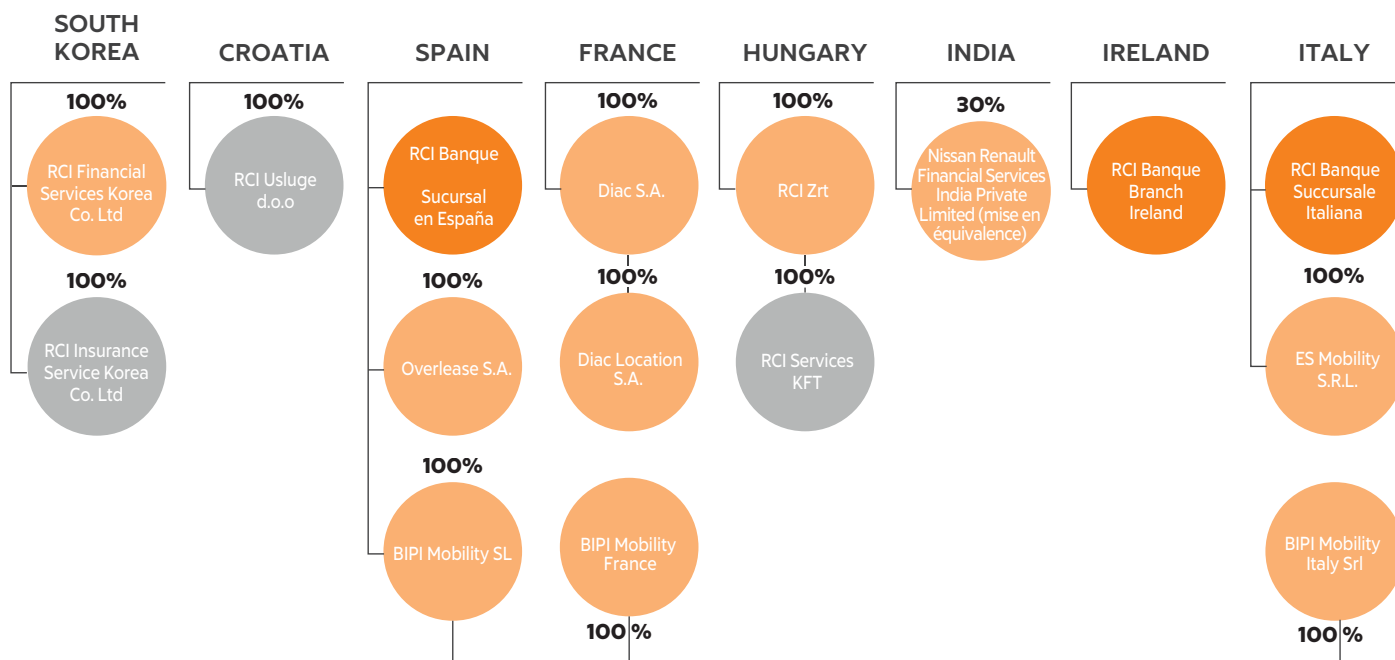 SOUTH
KOREA
100%
RCI Financial
Services Korea
Co. Ltd
100%
RCI Insurance
Service Korea
Co. Ltd
CROATIA
100%
RCI Usluge
d.o.o
SPAIN
RCI Banque
Sucursal
en España
100%
Overlease S.A.
100%
BIPI Mobility SL
FRANCE
100%
Diac S.A.
100%
Diac Location
S.A.
BIPI Mobility
France
100 %
HUNGARY
100%
RCI Zrt
100%
RCI Services
KFT
INDIA
30%
Nissan Renault
Financial Services
India Private
Limited (mise en
équivalence)
IRELAND
RCI Banque
Branch
Ireland
ITALY
RCI Banque
Succursale
Italiana
100%
ES Mobility
S.R.L.
BIPI Mobility
Italy Srl
100 %